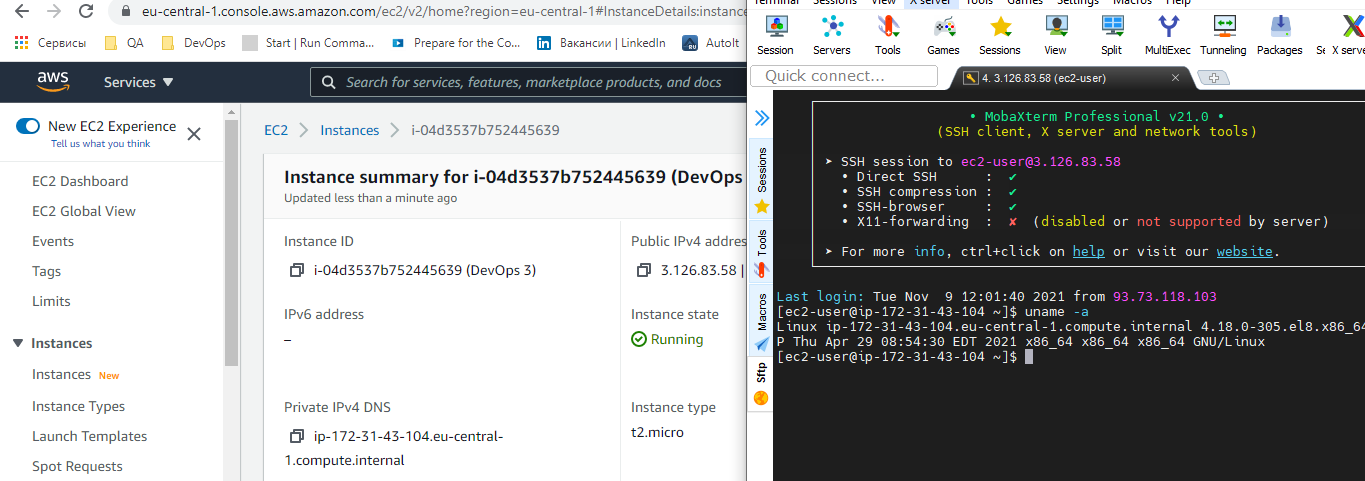 eu-central-1.console.aws.amazon.com/ec2/v2/home?region=eu-central-1#InstanceDetails:instance
Сервисы QA DevOps Start | Run Comma... Prepare for the Co... Вакансии | LinkedIn AutoIt
aws Services Search for services, features, marketplace products, and docs
New EC2 Experience
Tell us what you think
EC2 Dashboard
EC2 Global View
Events
Tags
Limits
Instances
Instances New
Instance Types
Launch Templates
Spot Requests
EC2 > Instances > i-04d3537b752445639
Instance summary for i-04d3537b752445639 (DevOps
Updated less than a minute ago
Instance ID
i-04d3537b752445639 (DevOps 3)
Public IPv4 addre
3.126.83.58 |
IPv6 address
–
Instance state
Running
Private IPv4 DNS
ip-172-31-43-104.eu-central-
1.compute.internal
Instance type
t2.micro
Terminal Sessions View X server Tools Games Settings Macros Help
Session Servers Tools Games Sessions View Split MultiExec Tunneling Packages Se X serve
Quick connect...
4. 3.126.83.58 (ec2-user)
Sessions
Tools
Macros
Sftp
• MobaXterm Professional v21.0 •
(SSH client, X server and network tools)
➤ SSH session to ec2-user@3.126.83.58
• Direct SSH : ✔
• SSH compression : ✔
• SSH-browser : ✔
• X11-forwarding : ✘ (disabled or not supported by server)
➤ For more info, ctrl+click on help or visit our website.
Last login: Tue Nov  9 12:01:40 2021 from 93.73.118.103
[ec2-user@ip-172-31-43-104 ~]$ uname -a
Linux ip-172-31-43-104.eu-central-1.compute.internal 4.18.0-305.el8.x86_64
P Thu Apr 29 08:54:30 EDT 2021 x86_64 x86_64 x86_64 GNU/Linux
[ec2-user@ip-172-31-43-104 ~]$